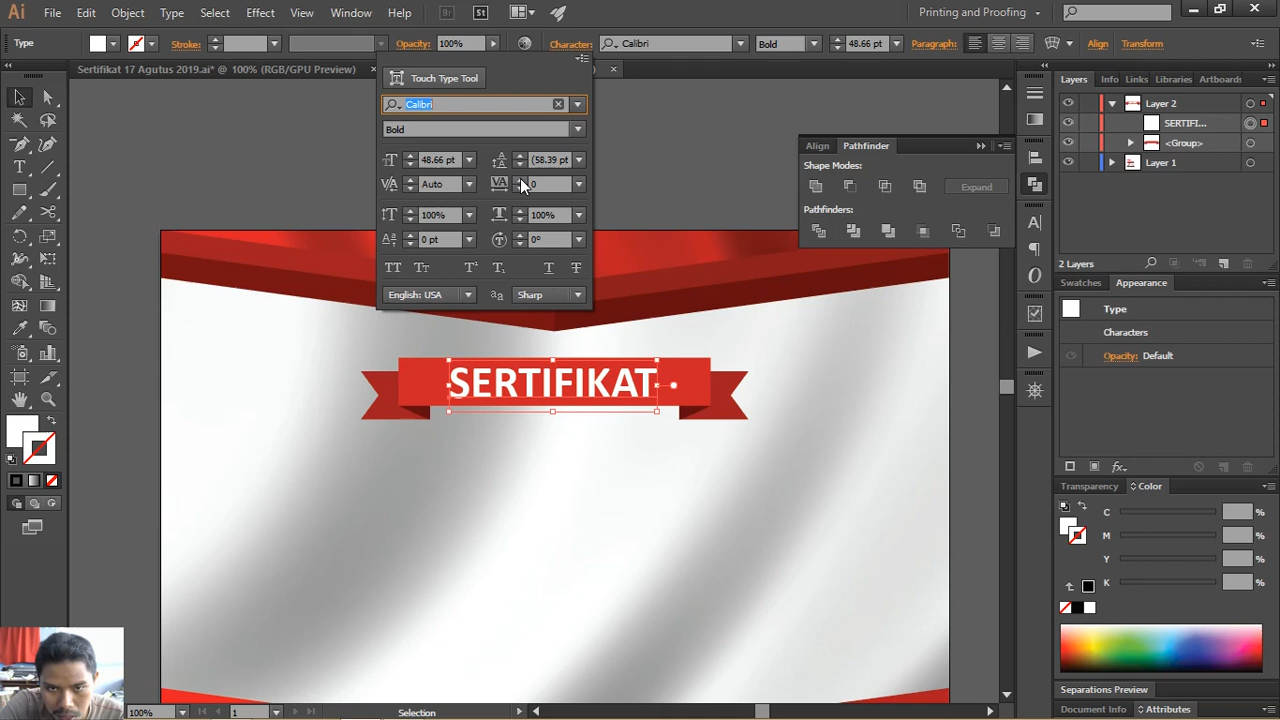 Ai File Edit Object Type Select Effect View Window Help Br St Printing and Proofing
Type Stroke: Opacity: 100% Character: Calibri Bold 48.66 pt Paragraph: Align Transform
Sertifikat 17 Agutus 2019.ai* @ 100% (RGB/GPU Preview) ) ×
Touch Type Tool
Calibri
Bold
48.66 pt (58.39 pt
Auto 0
100% 100%
0 pt 0°
English: USA Sharp
Align Pathfinder
Shape Modes:
Expand
Pathfinders:
Layers Info Links Libraries Artboards
Layer 2
SERTIFI...
<Group>
Layer 1
2 Layers
Swatches Appearance
Type
Characters
Opacity: Default
SERTIFIKAT
Transparency Color
C %
M %
Y %
K %
Separations Preview
Document Info Attributes
100% 1 Selection